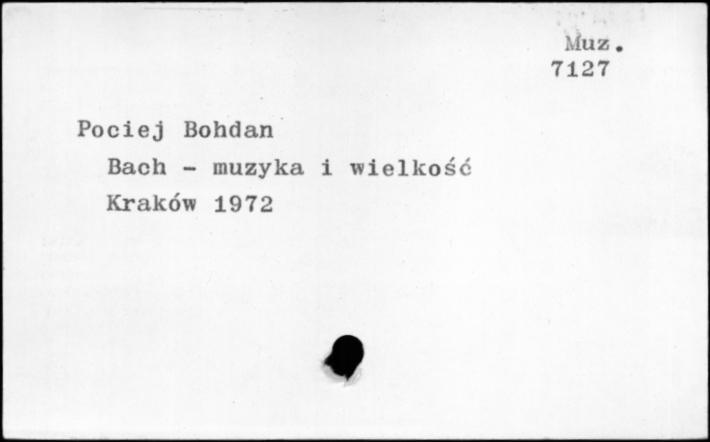 Muz.
7127
Pociej Bohdan
Bach - muzyka i wielkość
Kraków 1972